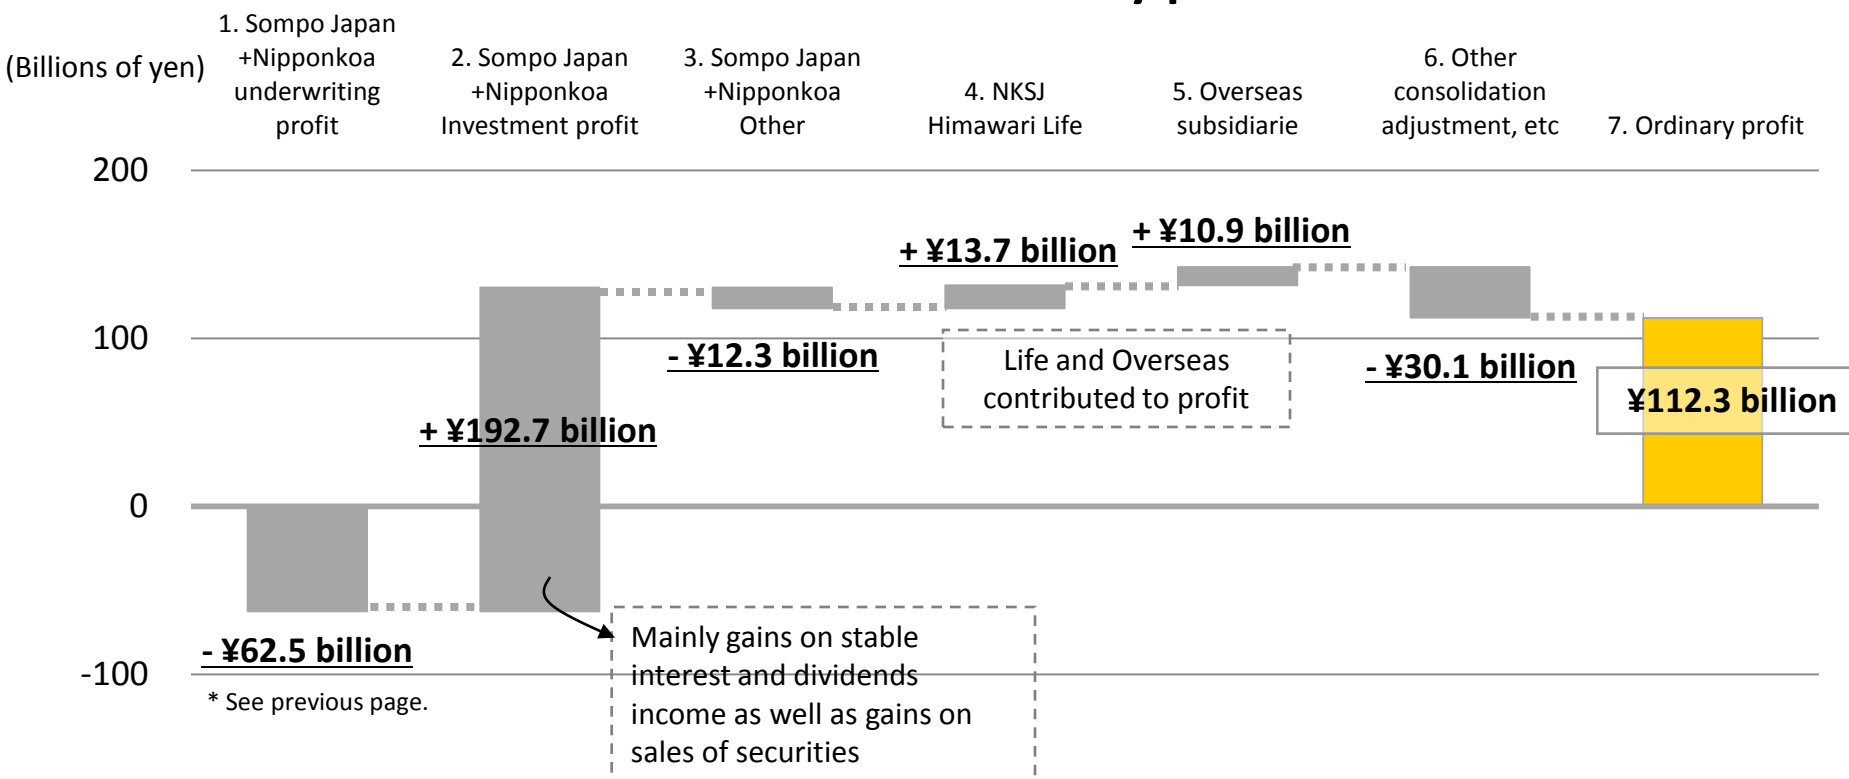 (Billions of yen)
1. Sompo Japan
+Nipponkoa
underwriting
profit
2. Sompo Japan
+Nipponkoa
Investment profit
3. Sompo Japan
+Nipponkoa
Other
4. NKSJ
Himawari Life
5. Overseas
subsidiarie
6. Other
consolidation
adjustment, etc
7. Ordinary profit
200
+ ¥13.7 billion
+ ¥10.9 billion
100
- ¥12.3 billion
Life and Overseas
contributed to profit
- ¥30.1 billion
¥112.3 billion
+ ¥192.7 billion
0
- ¥62.5 billion
-100
* See previous page.
Mainly gains on stable
interest and dividends
income as well as gains on
sales of securities